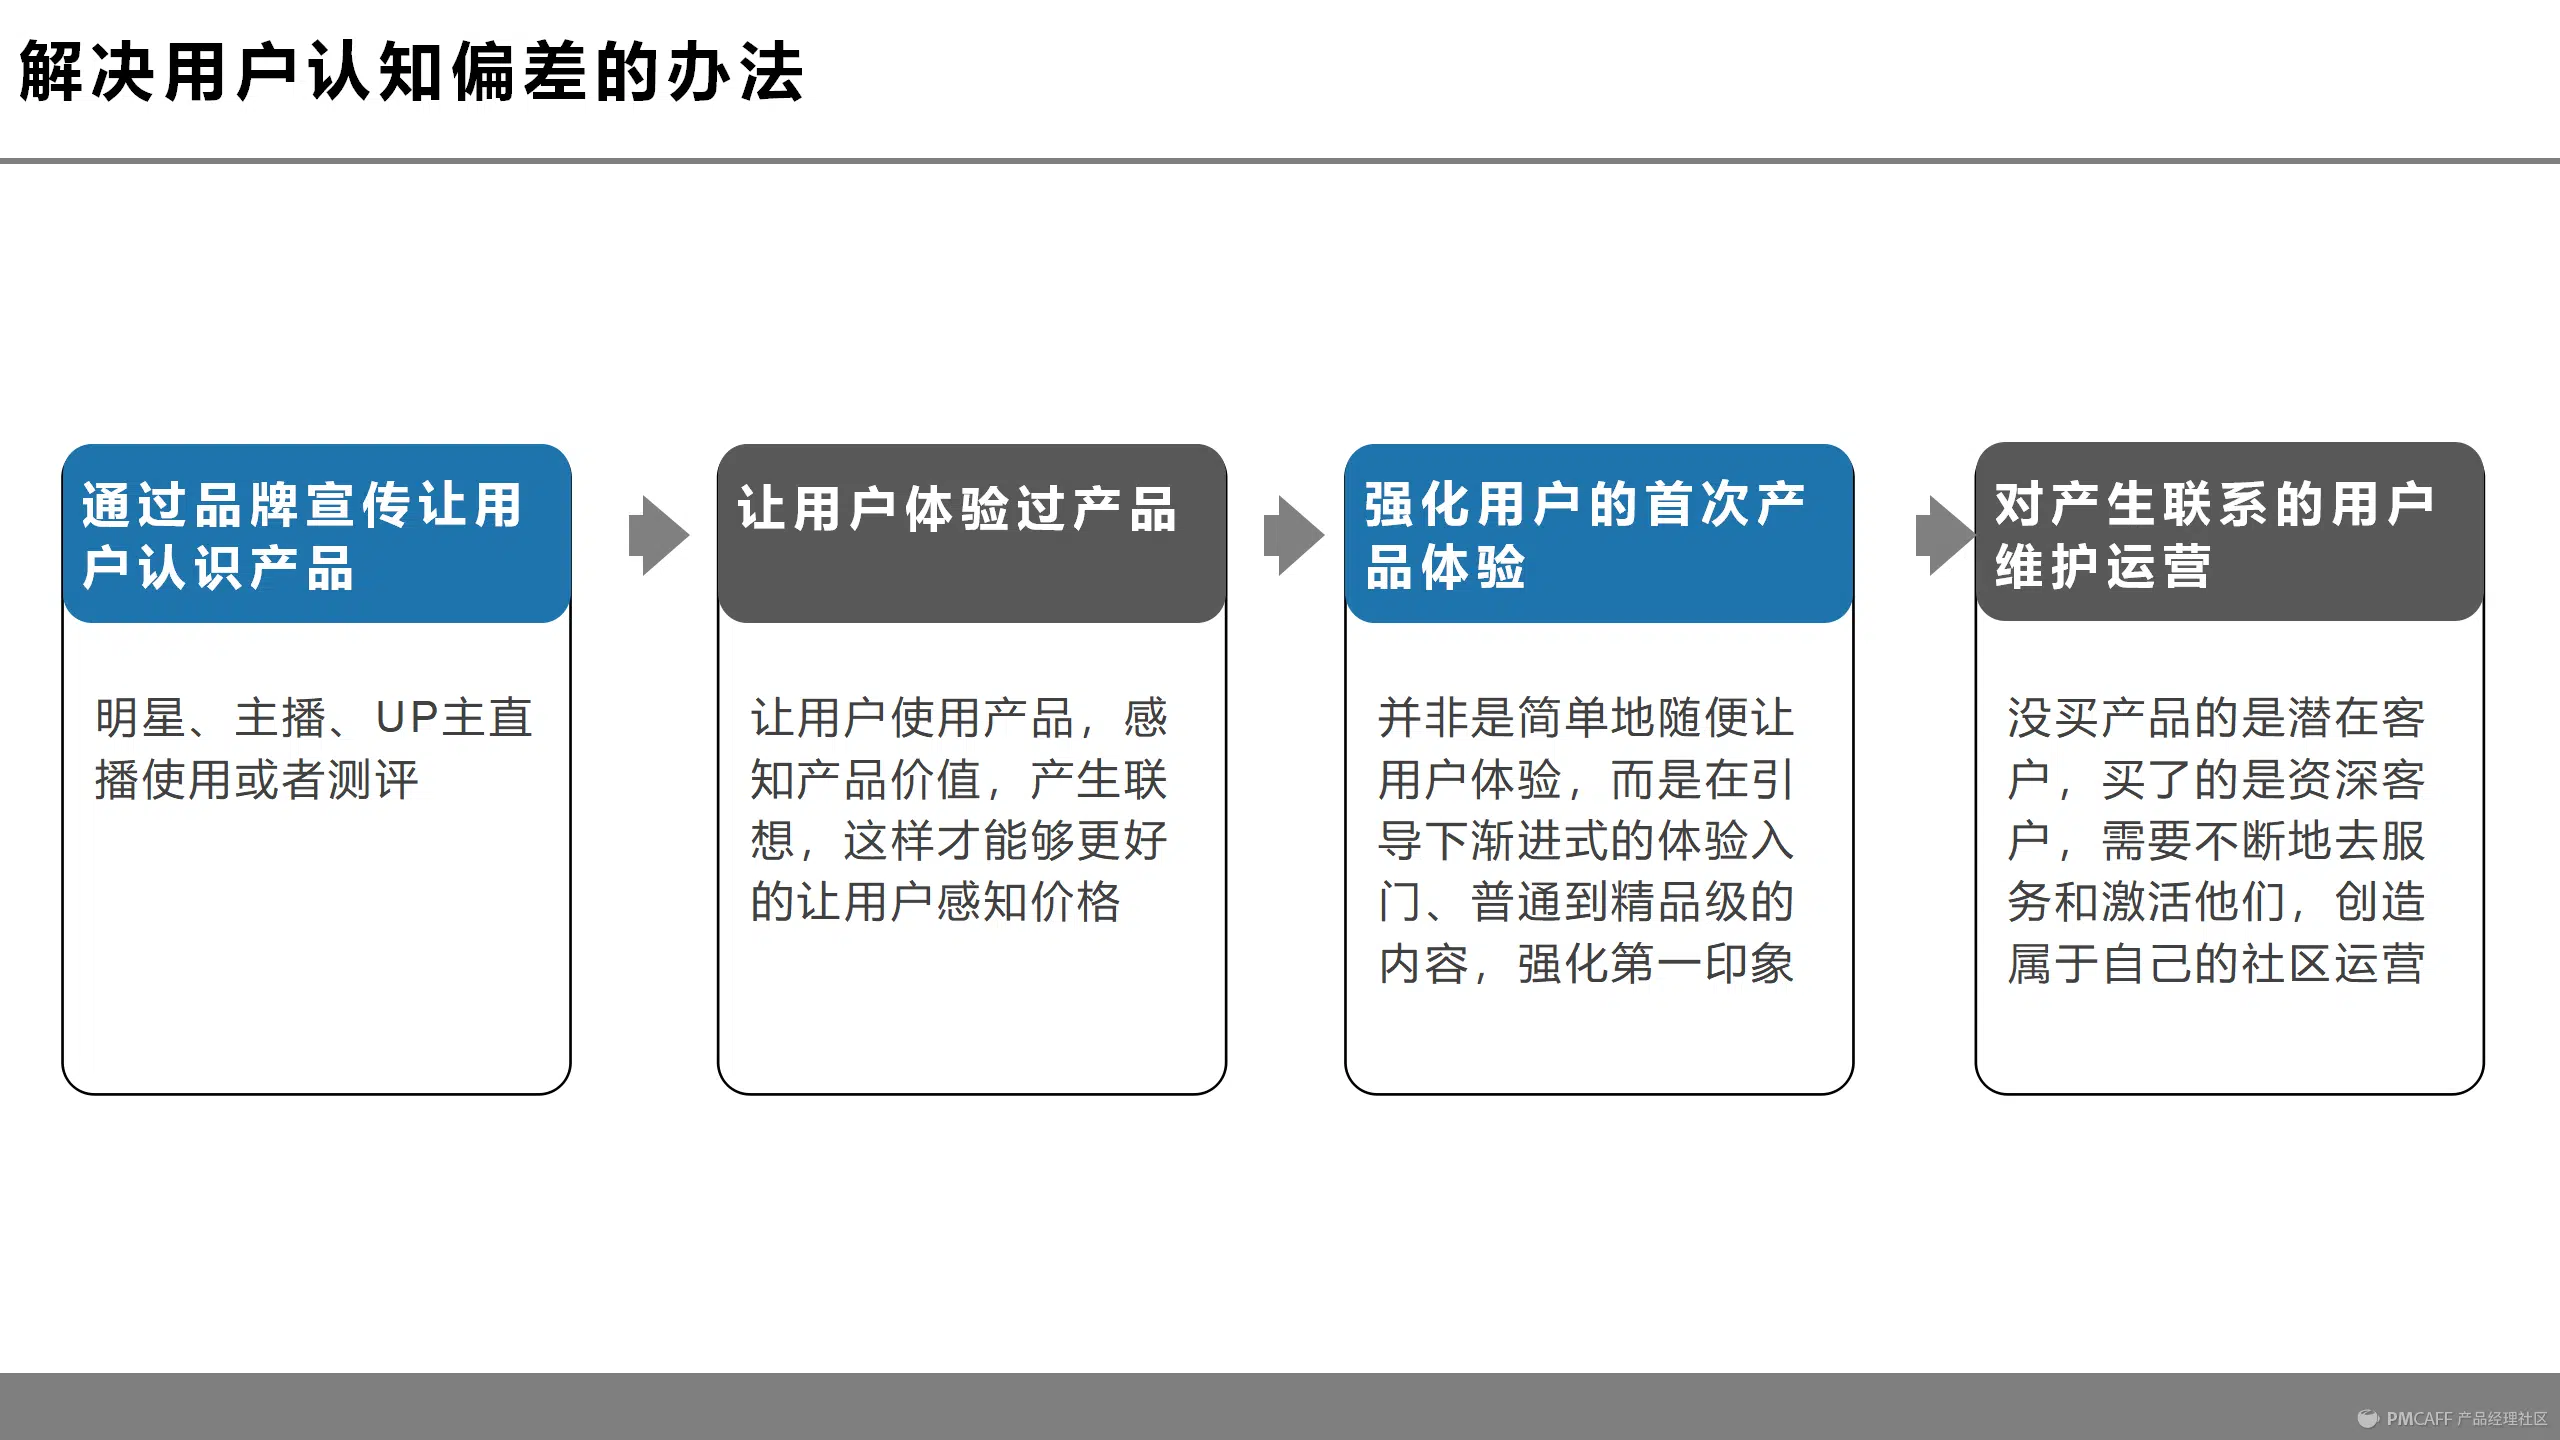 解决用户认知偏差的办法
通过品牌宣传让用
户认识产品
明星、主播、UP主直
播使用或者测评
让用户体验过产品
让用户使用产品，感
知产品价值，产生联
想，这样才能够更好
的让用户感知价格
强化用户的首次产
品体验
并非是简单地随便让
用户体验，而是在引
导下渐进式的体验入
门、普通到精品级的
内容，强化第一印象
对产生联系的用户
维护运营
没买产品的是潜在客
户，买了的是资深客
户，需要不断地去服
务和激活他们，创造
属于自己的社区运营
PMCAFF 产品经理社区